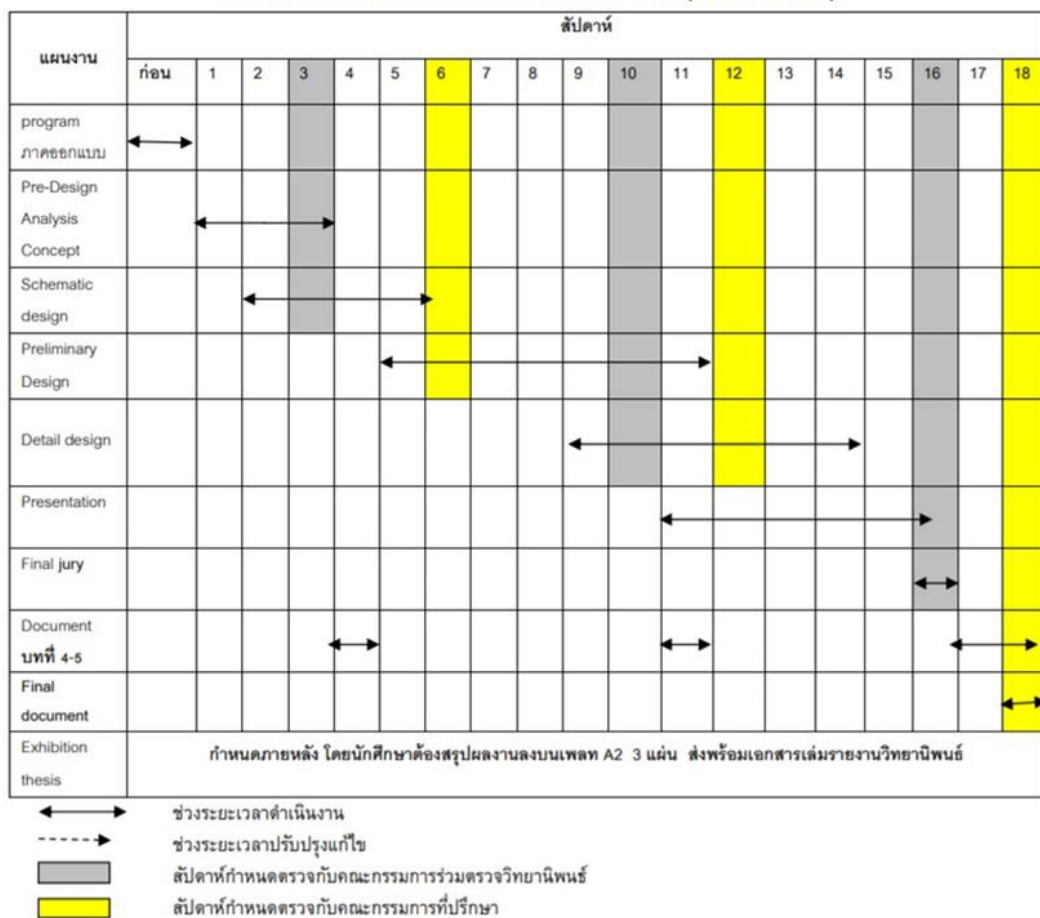 สัปดาห์
แผนงาน
ก่อน 1 2 3 4 5 6 7 8 9 10 11 12 13 14 15 16 17 18
program
ภาคออกแบบ
Pre-Design
Analysis
Concept
Schematic
design
Preliminary
Design
Detail design
Presentation
Final jury
Document
บทที่ 4-5
Final
document
Exhibition
thesis
กำหนดภายหลัง โดยนักศึกษาต้องสรุปผลงานลงบนเพลท A2 3 แผ่น ส่งพร้อมเอกสารเล่มรายงานวิทยานิพนธ์
ช่วงระยะเวลาดำเนินงาน
ช่วงระยะเวลาปรับปรุงแก้ไข
สัปดาห์กำหนดตรวจกับคณะกรรมการร่วมตรวจวิทยานิพนธ์
สัปดาห์กำหนดตรวจกับคณะกรรมการที่ปรึกษา